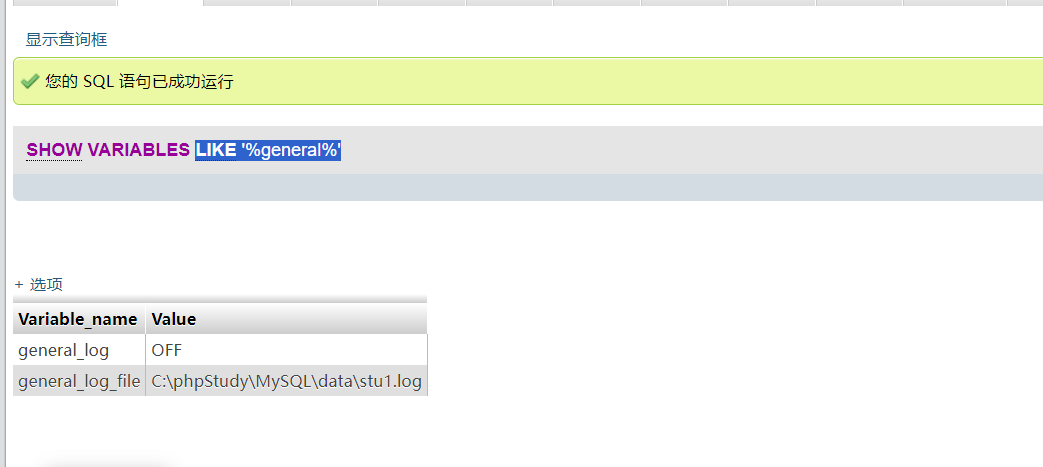 显示查询框
您的 SQL 语句已成功运行
SHOW VARIABLES LIKE '%general%'
+ 选项
Variable_name Value
general_log OFF
general_log_file C:\phpStudy\MySQL\data\stu1.log